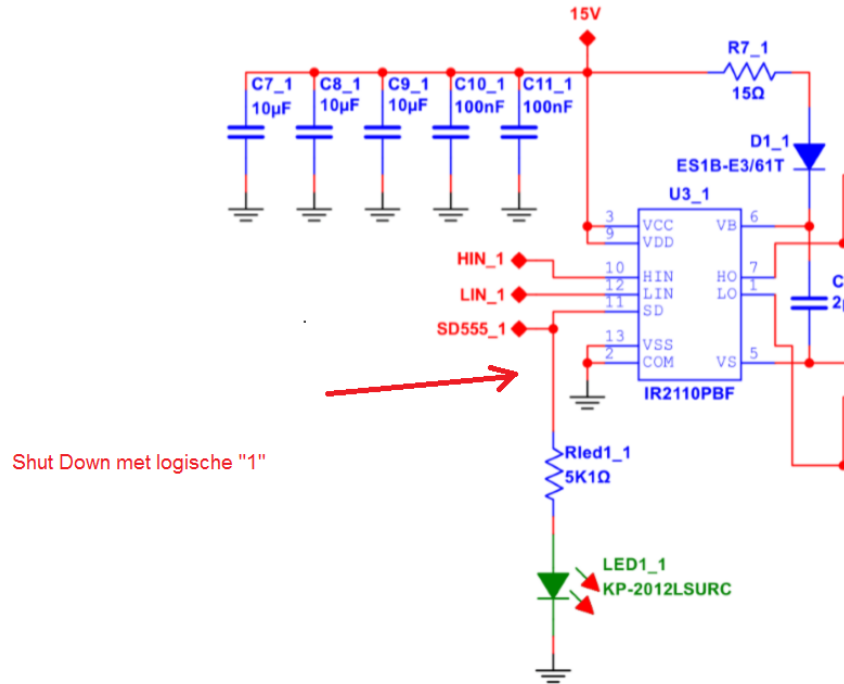 15V
R7_1
15Ω
C7_1
10µF
C8_1
10µF
C9_1
10µF
C10_1
100nF
C11_1
100nF
D1_1
ES1B-E3/61T
U3_1
3 VCC VB 6
9 VDD
HIN_1
10 HIN HO 7
LIN_1
12 LIN LO 1
SD555_1
11 SD
13 VSS
2 COM VS 5
IR2110PBF
Shut Down met logische "1"
Rled1_1
5K1Ω
LED1_1
KP-2012LSURC